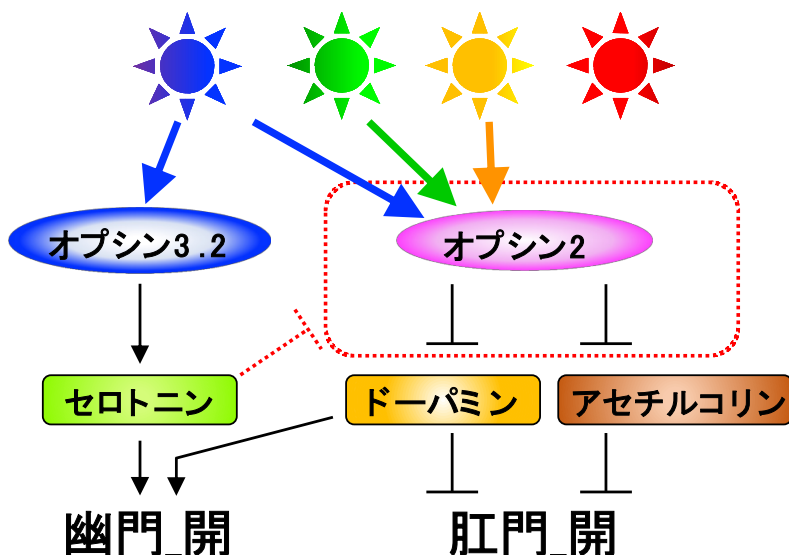 オプシン3.2
オプシン2
セロトニン
ドーパミン
アセチルコリン
幽門_開
肛門_開